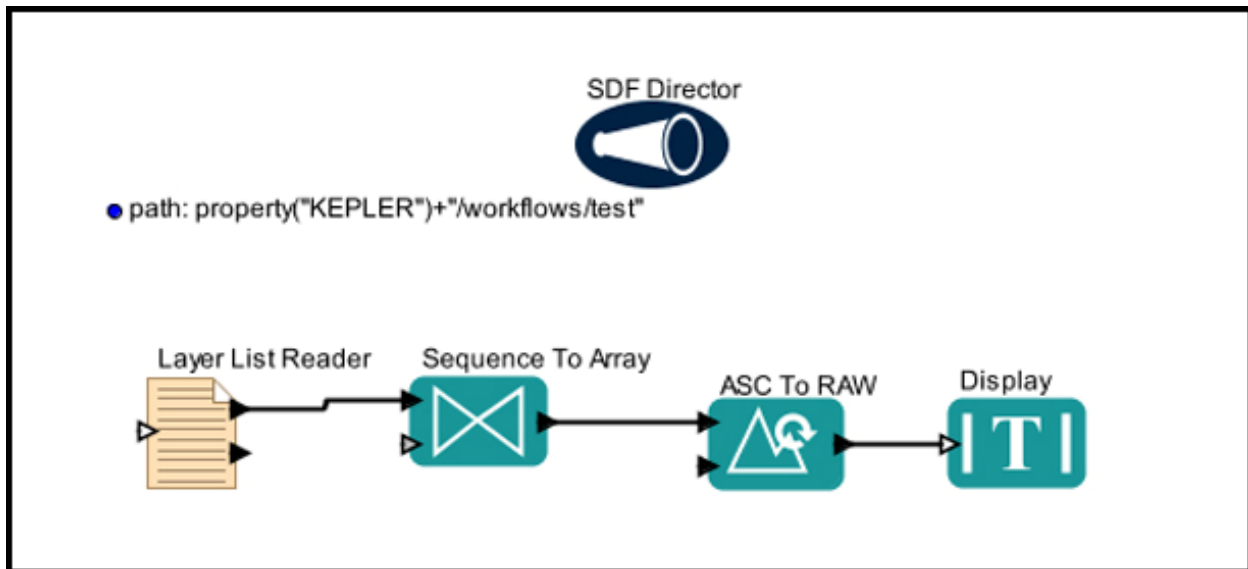 SDF Director
path: property("KEPLER")+"/workflows/test"
Layer List Reader
Sequence To Array
ASC To RAW
Display
T